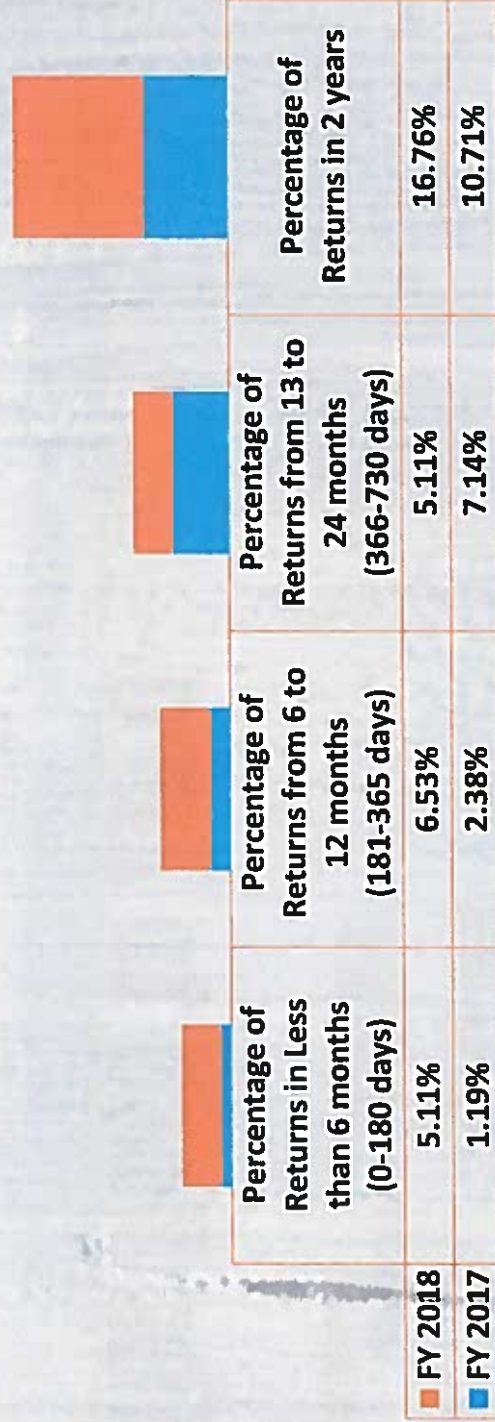 Percentage of
Returns in Less
than 6 months
(0-180 days)
Percentage of
Returns from 6 to
12 months
(181-365 days)
Percentage of
Returns from 13 to
24 months
(366-730 days)
Percentage of
Returns in 2 years
FY 2018 5.11% 6.53% 5.11% 16.76%
FY 2017 1.19% 2.38% 7.14% 10.71%